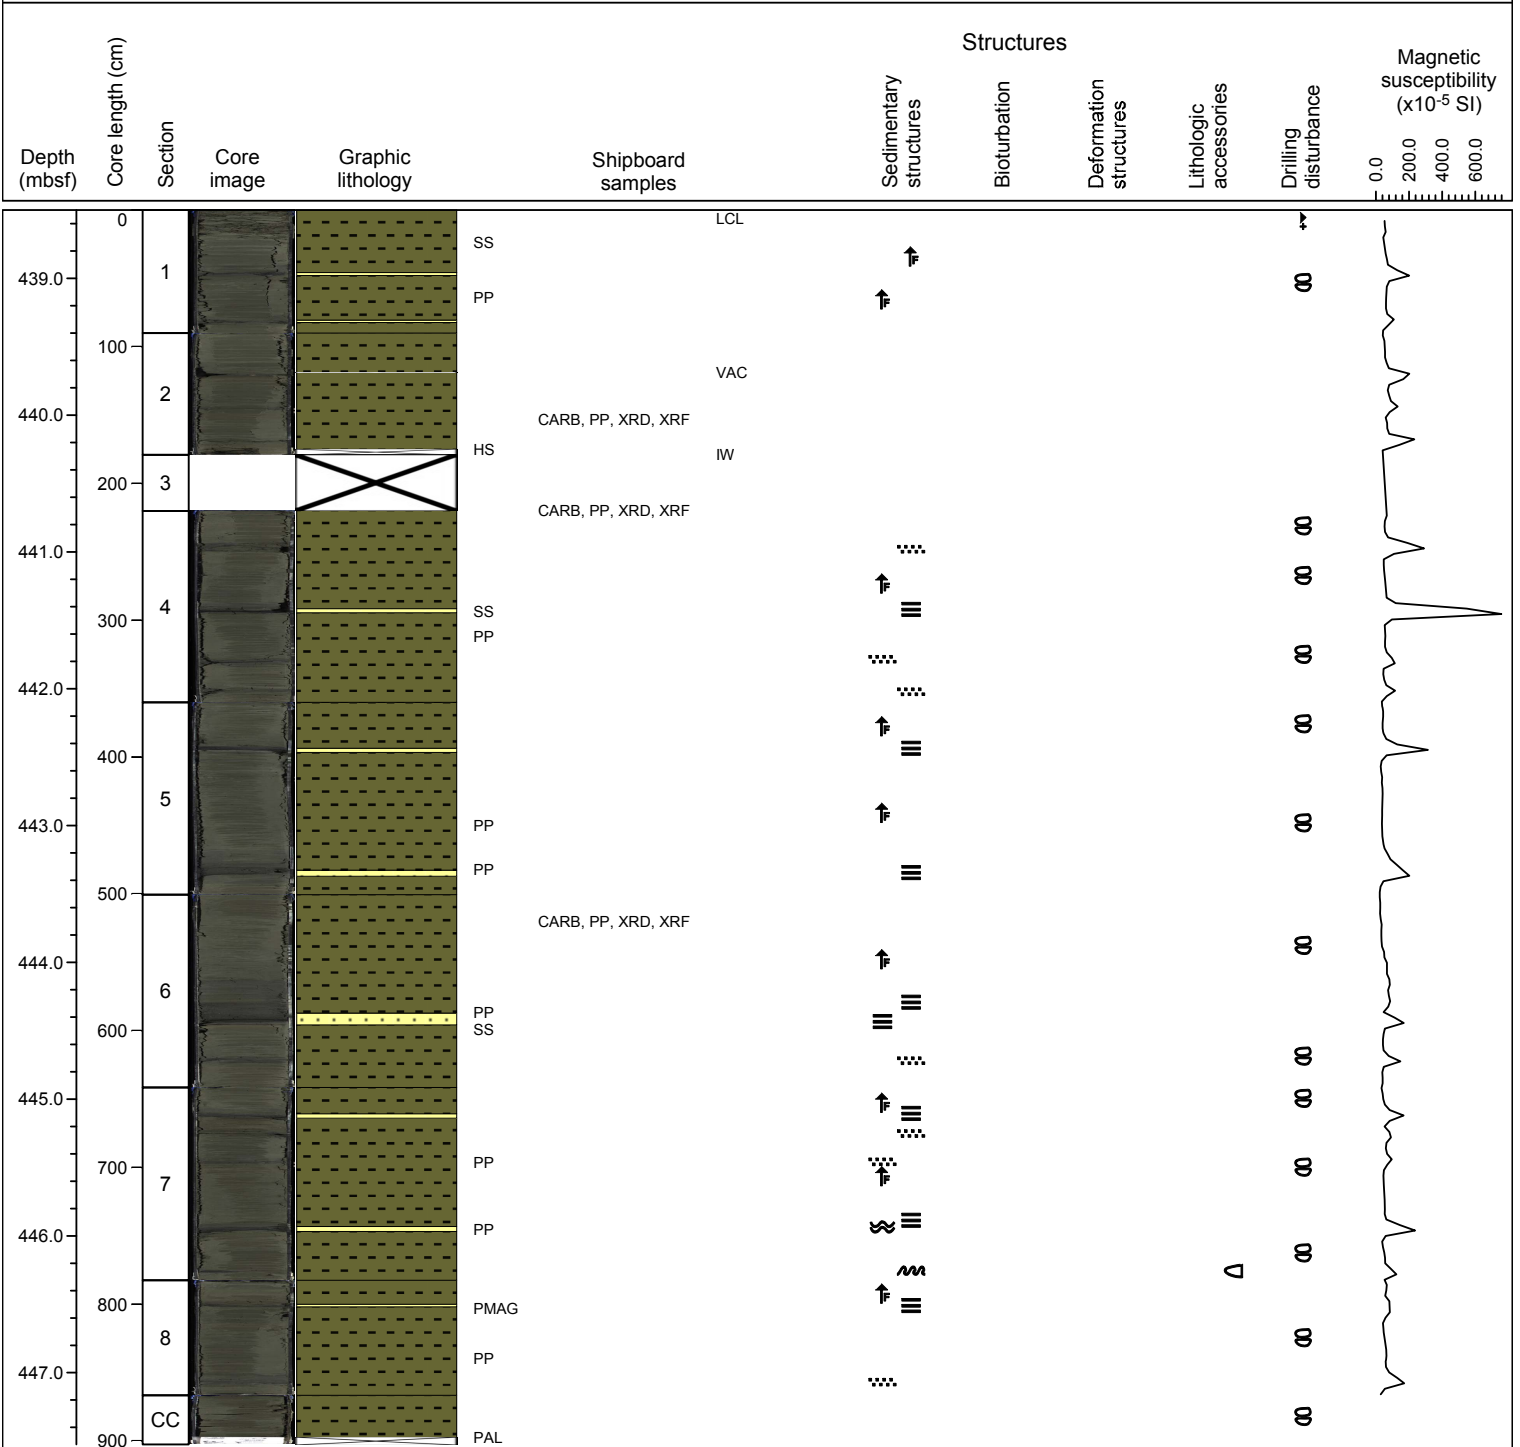 Structures
Depth
(mbsf)
Core length (cm)
Section
Core
image
Graphic
lithology
Shipboard
samples
Sedimentary
structures
Bioturbation
Deformation
structures
Lithologic
accessories
Drilling
disturbance
Magnetic
susceptibility
(x10-5 SI)
0.0
200.0
400.0
600.0
0
LCL
SS
1
439.0
PP
100
VAC
2
440.0
CARB, PP, XRD, XRF
HS
IW
200
3
CARB, PP, XRD, XRF
441.0
4
SS
300
PP
442.0
400
5
443.0
PP
PP
500
CARB, PP, XRD, XRF
444.0
6
PP
SS
600
445.0
PP
700
7
PP
446.0
800
PMAG
8
PP
447.0
CC
PAL
900
F
F
F
F
F
F
F
F
F